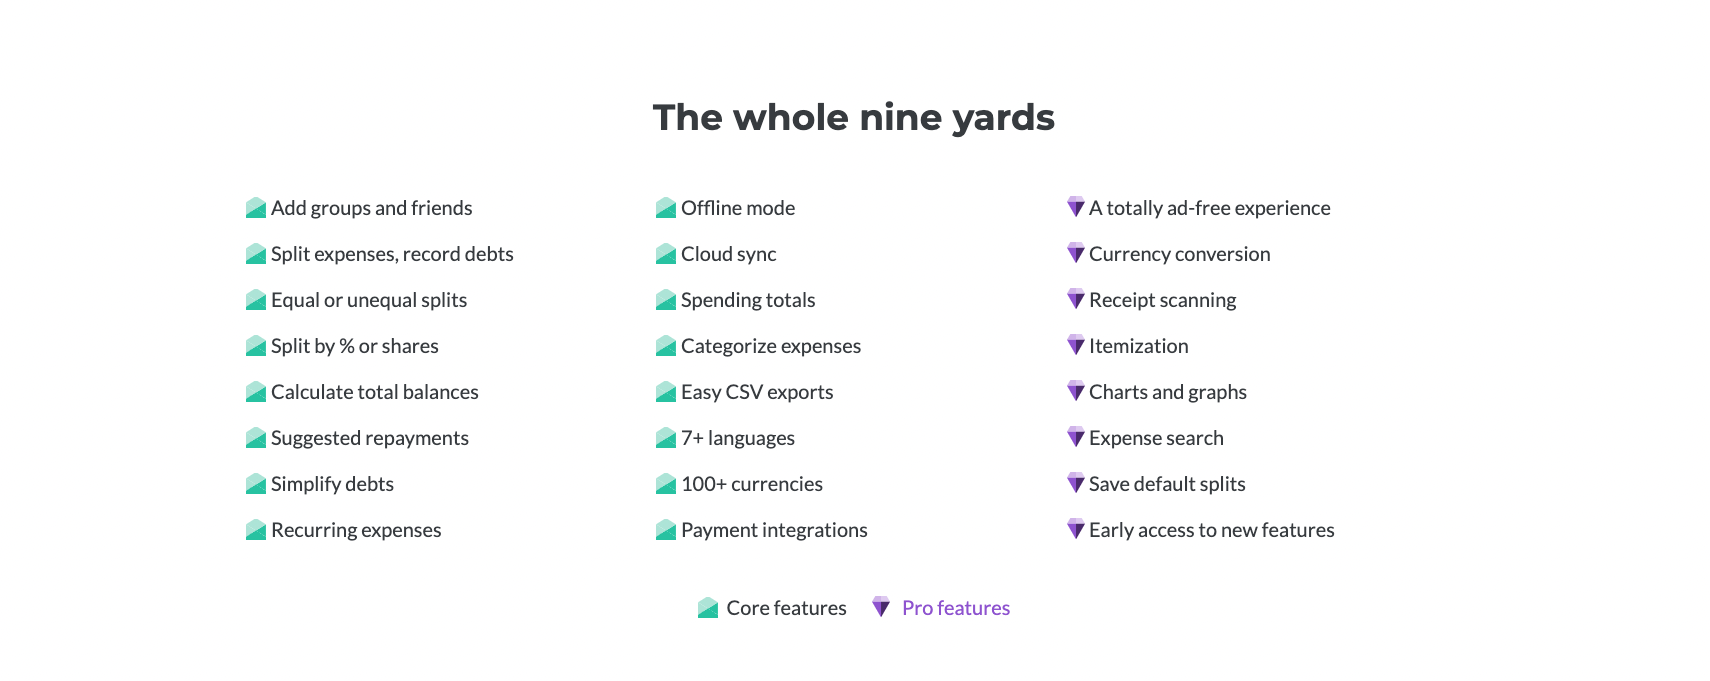 The whole nine yards
Add groups and friends
Split expenses, record debts
Equal or unequal splits
Split by % or shares
Calculate total balances
Suggested repayments
Simplify debts
Recurring expenses
Offline mode
Cloud sync
Spending totals
Categorize expenses
Easy CSV exports
7+ languages
100+ currencies
Payment integrations
A totally ad-free experience
Currency conversion
Receipt scanning
Itemization
Charts and graphs
Expense search
Save default splits
Early access to new features
Core features
Pro features